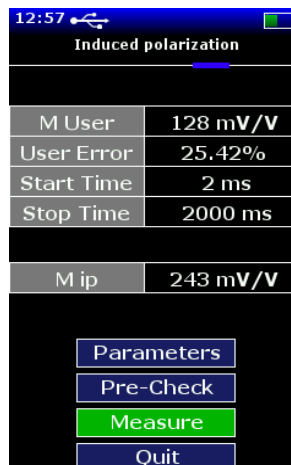 12:57
Induced polarization
M User 128 mV/V
User Error 25.42%
Start Time 2 ms
Stop Time 2000 ms
M ip 243 mV/V
Parameters
Pre-Check
Measure
Quit